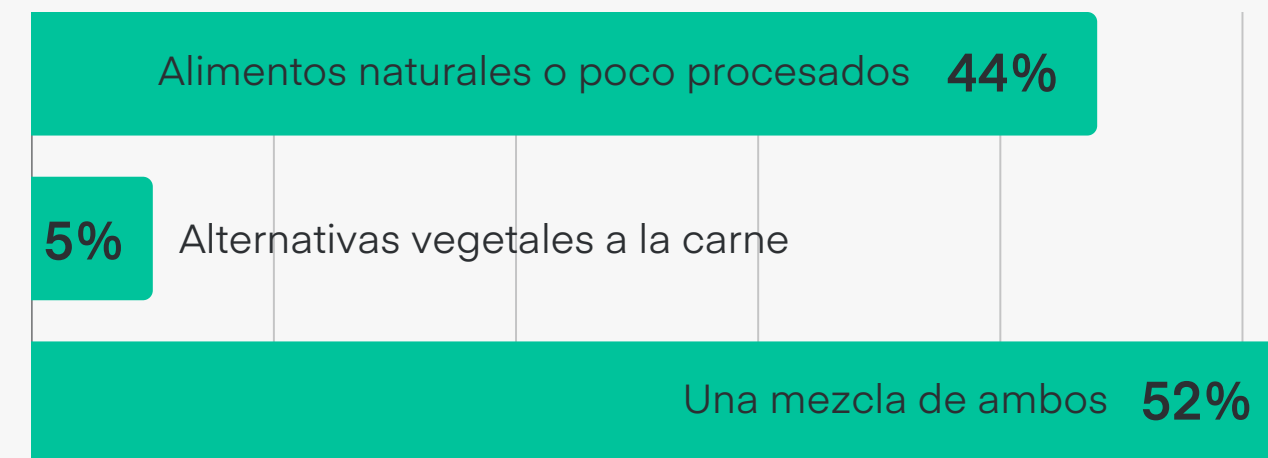 Alimentos naturales o poco procesados 44%
5% Alternativas vegetales a la carne
Una mezcla de ambos 52%